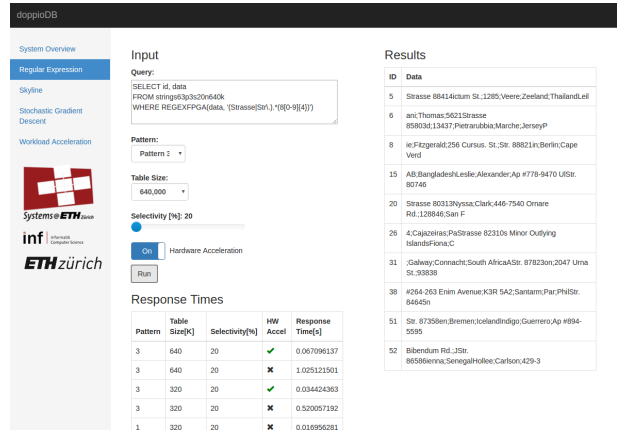 doppioDB
System Overview
Regular Expression
Skyline
Stochastic Gradient
Descent
Workload Acceleration
Systems@ETH Zürich
inf Informatik
Computer Science
ETH zürich
Input
Query:
SELECT id, data
FROM strings63p3s20n640k
WHERE REGEXFPGA(data, '(Strasse|Str\.).*(8[0-9]{4})')
Pattern:
Pattern 3
Table Size:
640,000
Selectivity [%]: 20
On Hardware Acceleration
Run
Response Times
Pattern Table Size[K] Selectivity[%] HW Accel Response Time[s]
3 640 20 ✔ 0.067096137
3 640 20 ✖ 1.025121501
3 320 20 ✔ 0.034424363
3 320 20 ✖ 0.520057192
1 320 20 ✖ 0.016956281
Results
ID Data
5 Strasse 88414ictum St.;1285;Veere;Zeeland;ThailandLeil
6 ani;Thomas;5621Strasse
85803d;13437;Pietrarubbia;Marche;JerseyP
8 ie;Fitzgerald;256 Cursus. St.;Str. 88821in;Berlin;Cape
Verd
15 AB;BangladeshLeslie;Alexander;Ap #778-9470 UlStr.
80746
20 Strasse 80313Nyssa;Clark;446-7540 Ornare
Rd.;128846;San F
26 4;Cajazeiras;PaStrasse 82310s Minor Outlying
IslandsFiona;C
31 ;Galway;Connacht;South AfricaAStr. 87823on;2047 Urna
St.;93838
38 #264-263 Enim Avenue;K3R 5A2;Santarm;Par;PhilStr.
84645n
51 Str. 87358en;Bremen;IcelandIndigo;Guerrero;Ap #894-
5595
52 Bibendum Rd.;JStr.
86586ienna;SenegalHollee;Carlson;429-3